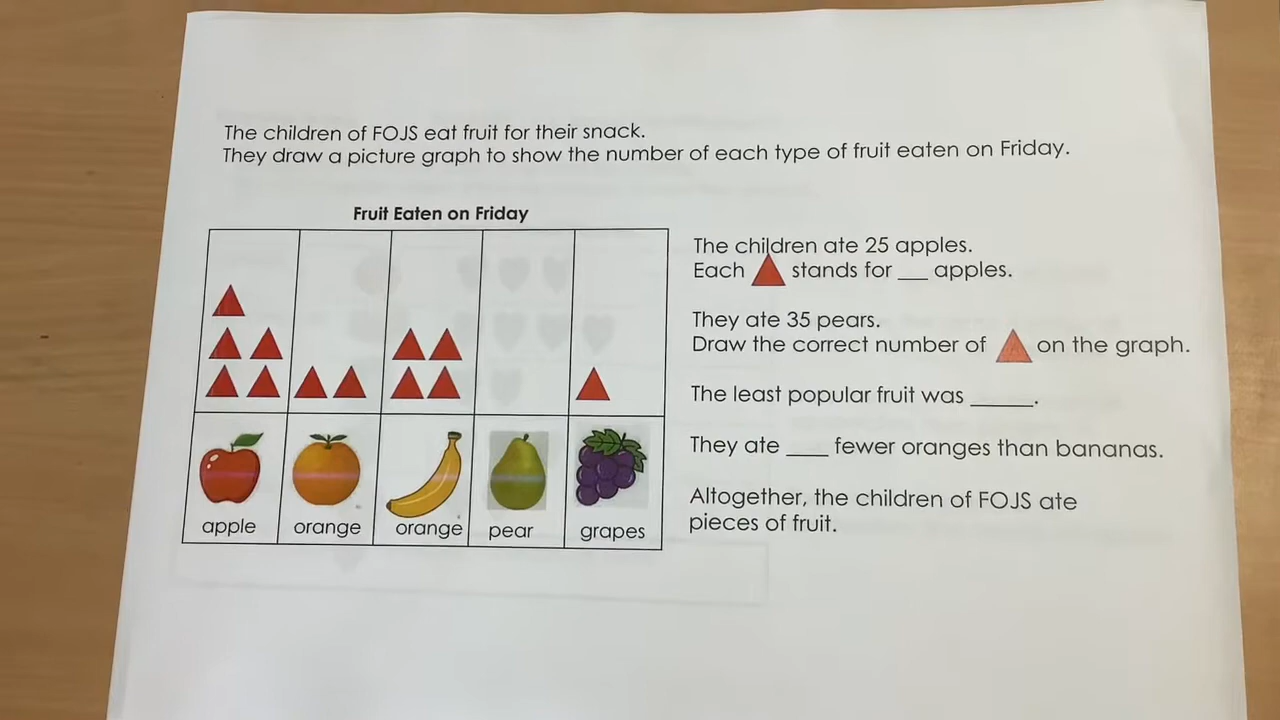 The children of FOJS eat fruit for their snack.
They draw a picture graph to show the number of each type of fruit eaten on Friday.
Fruit Eaten on Friday
apple
orange
orange
pear
grapes
The children ate 25 apples.
Each stands for ___ apples.
They ate 35 pears.
Draw the correct number of on the graph.
The least popular fruit was ______.
They ate ____ fewer oranges than bananas.
Altogether, the children of FOJS ate
pieces of fruit.